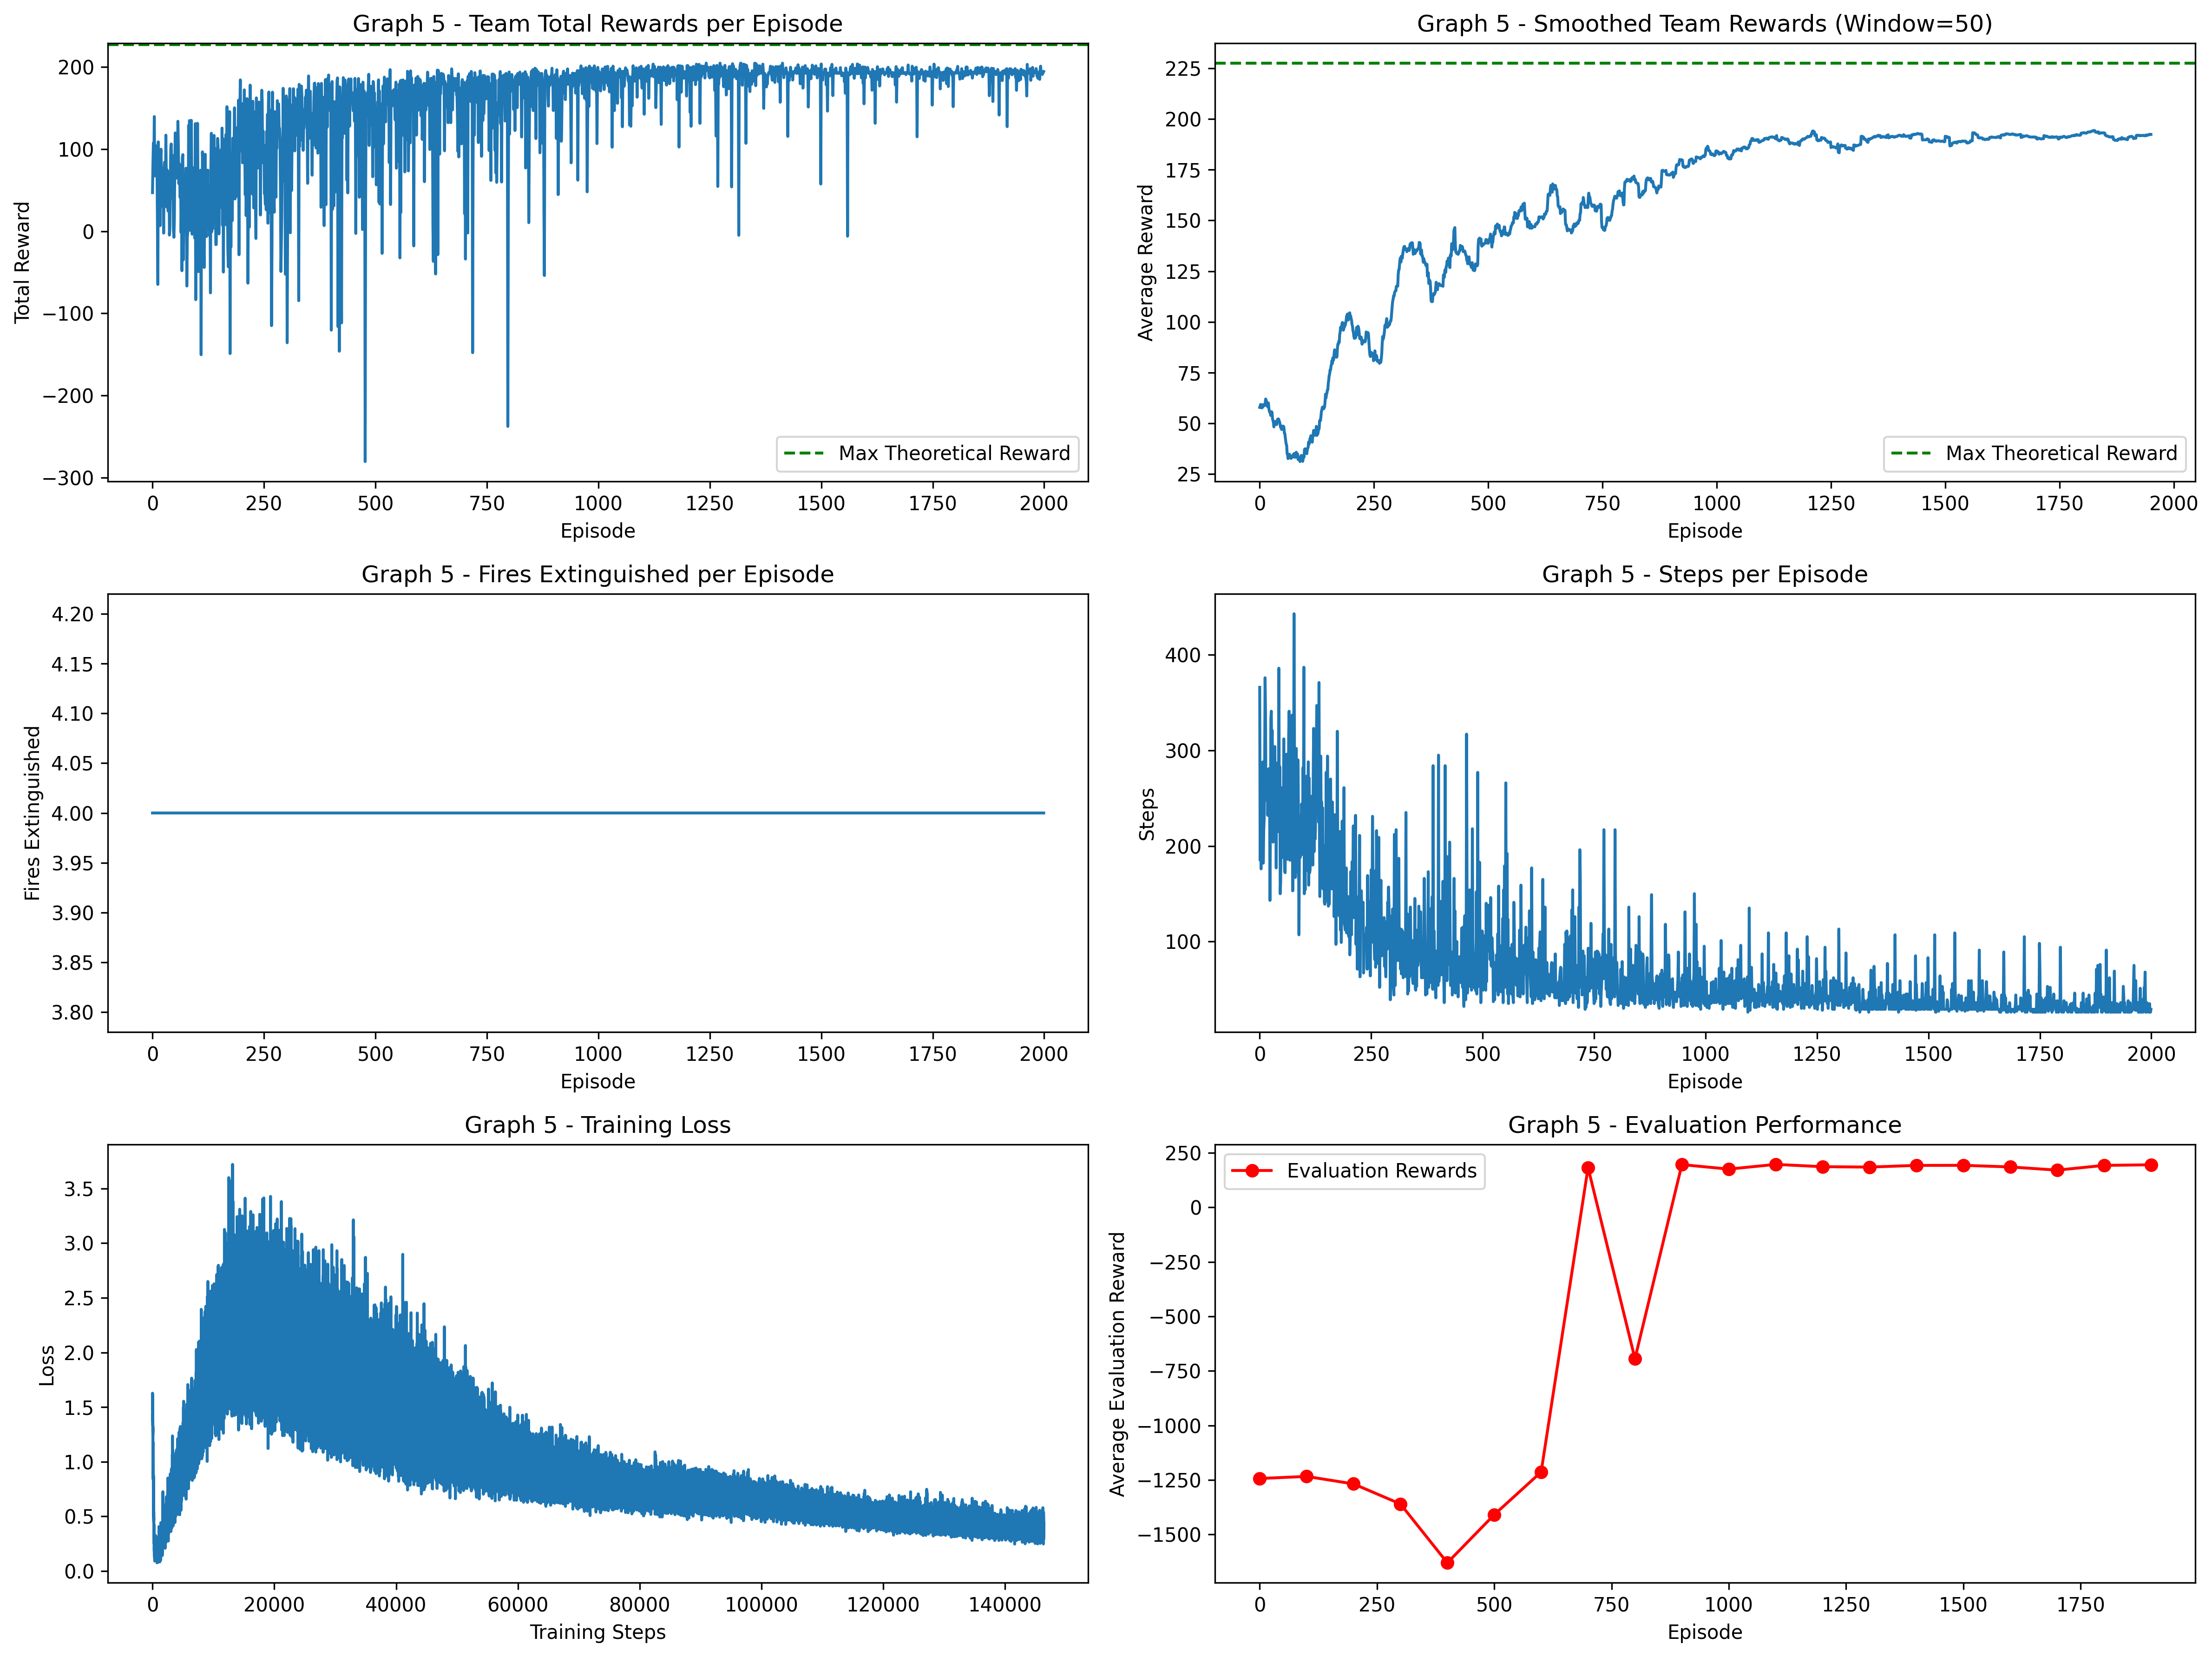 Graph 5 - Team Total Rewards per Episode
Total Reward
200
100
0
−100
−200
−300
Max Theoretical Reward
0 250 500 750 1000 1250 1500 1750 2000
Episode
Graph 5 - Smoothed Team Rewards (Window=50)
Average Reward
225
200
175
150
125
100
75
50
25
Max Theoretical Reward
0 250 500 750 1000 1250 1500 1750 2000
Episode
Graph 5 - Fires Extinguished per Episode
Fires Extinguished
4.20
4.15
4.10
4.05
4.00
3.95
3.90
3.85
3.80
0 250 500 750 1000 1250 1500 1750 2000
Episode
Graph 5 - Steps per Episode
Steps
400
300
200
100
0 250 500 750 1000 1250 1500 1750 2000
Episode
Graph 5 - Training Loss
Loss
3.5
3.0
2.5
2.0
1.5
1.0
0.5
0.0
0 20000 40000 60000 80000 100000 120000 140000
Training Steps
Graph 5 - Evaluation Performance
Average Evaluation Reward
Evaluation Rewards
250
0
−250
−500
−750
−1000
−1250
−1500
0 250 500 750 1000 1250 1500 1750
Episode